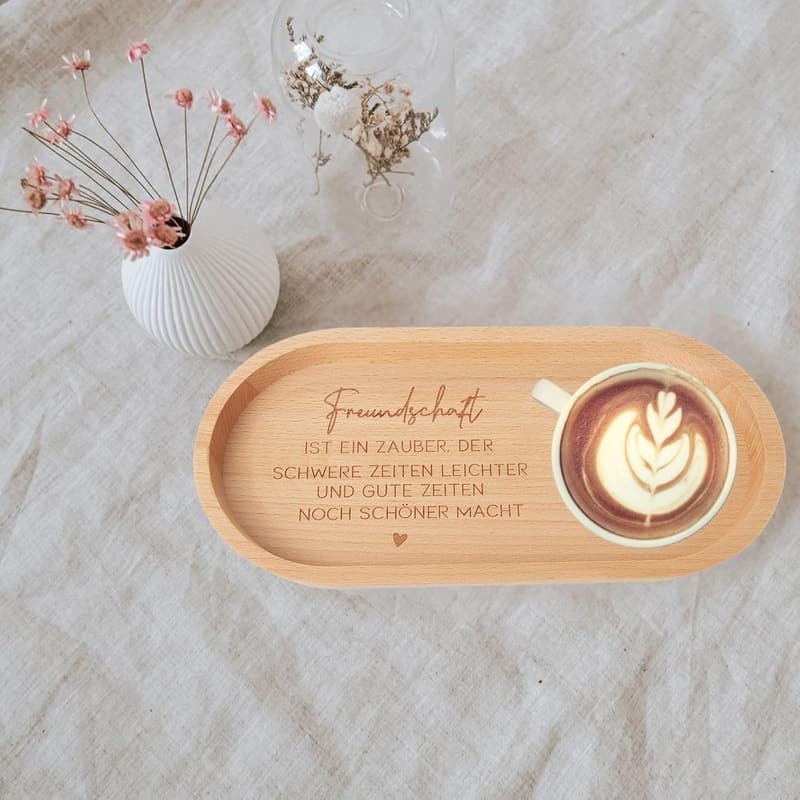 Freundschaft
IST EIN ZAUBER. DER
SCHWERE ZEITEN LEICHTER
UND GUTE ZEITEN
NOCH SCHÖNER MACHT